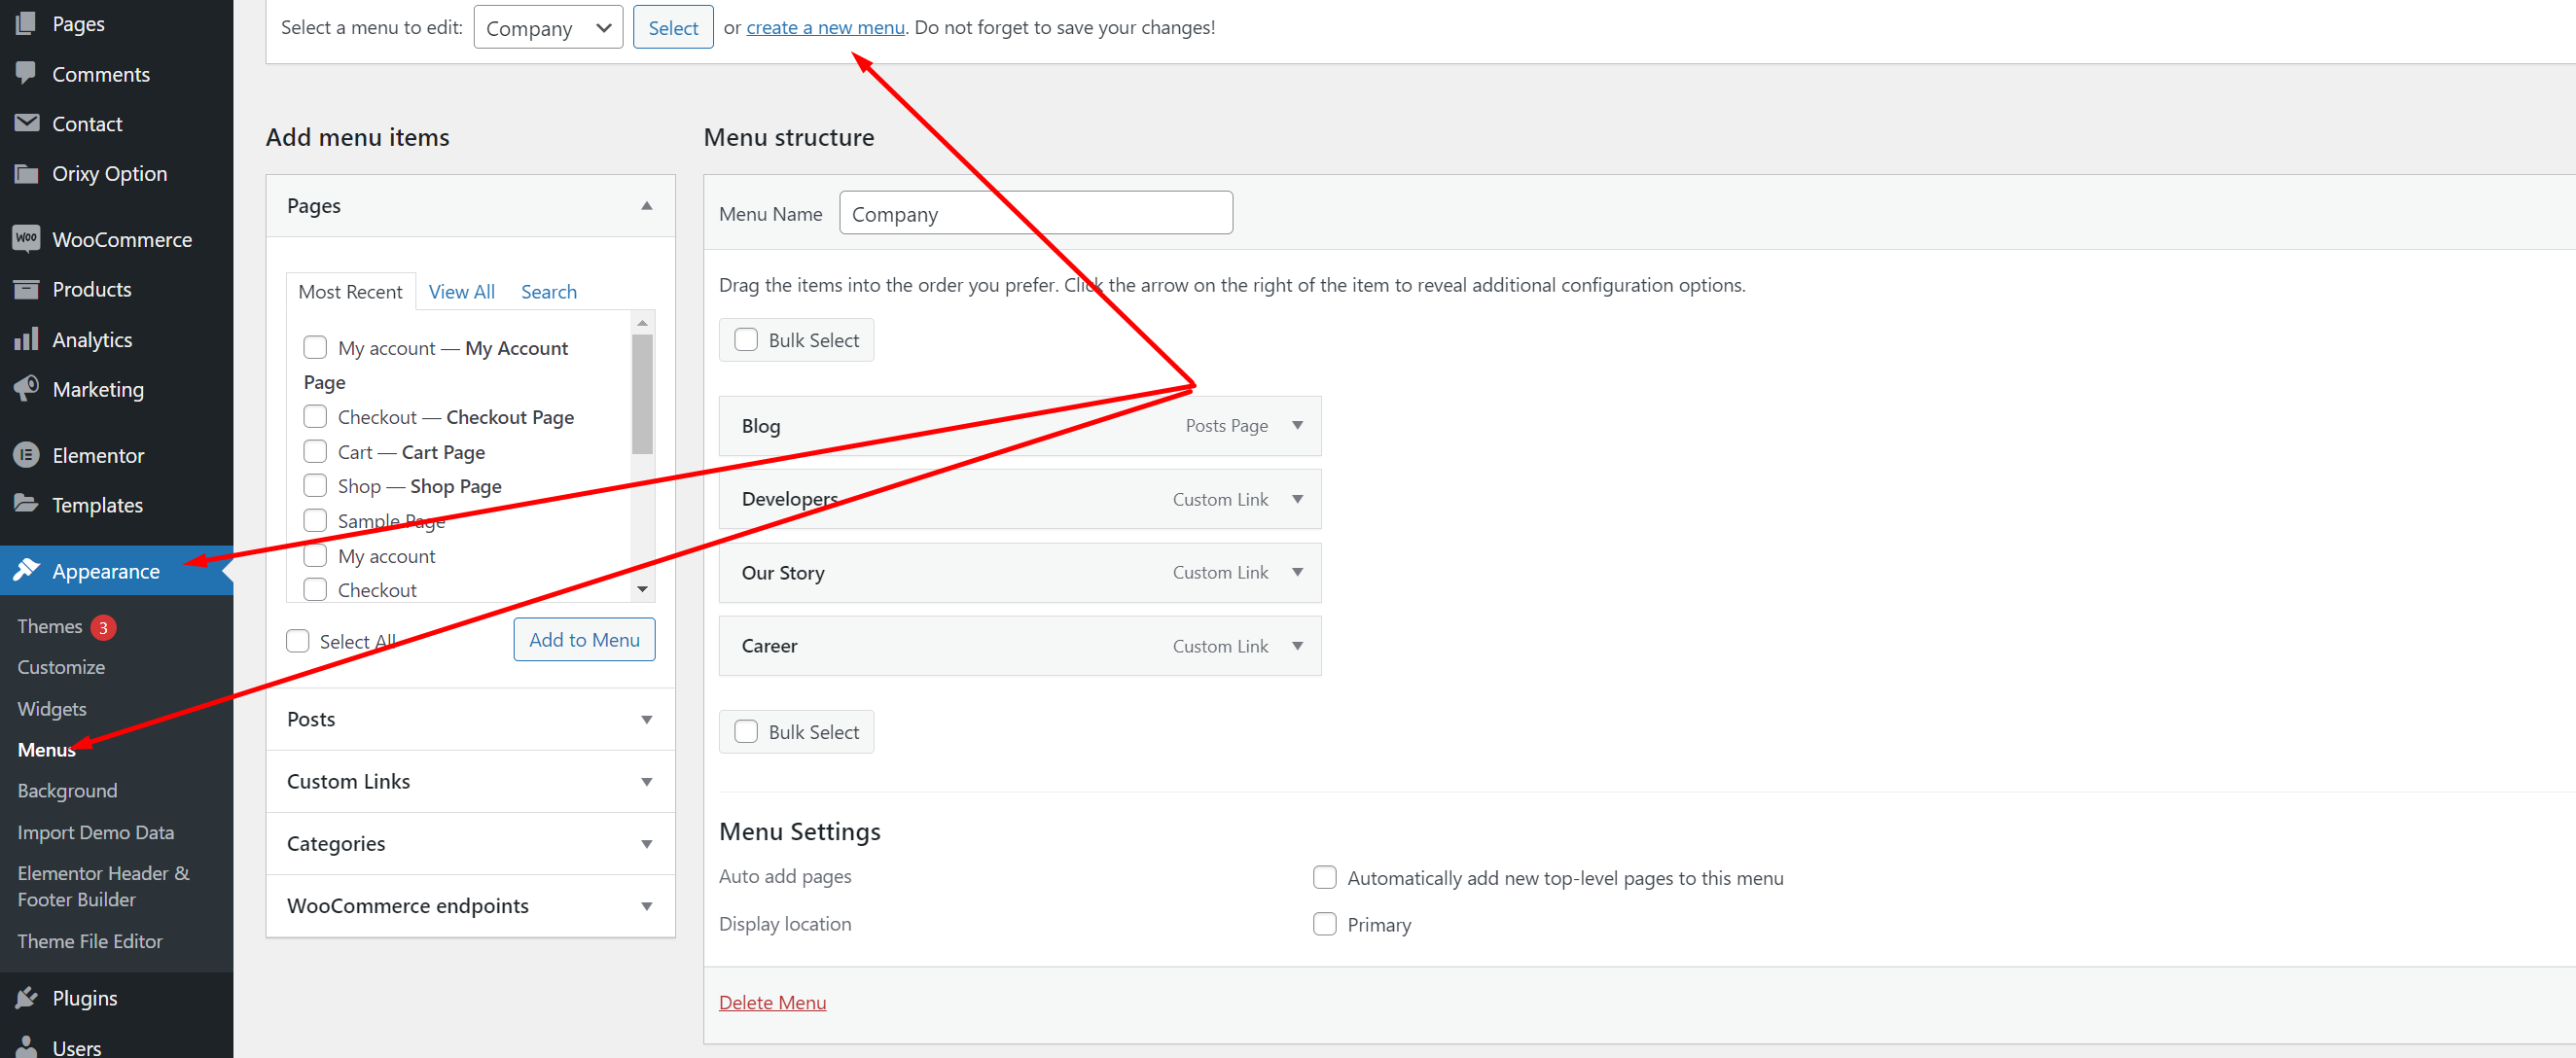 Pages
Comments
Contact
Orixy Option
WooCommerce
Products
Analytics
Marketing
Elementor
Templates
Appearance
Themes 3
Customize
Widgets
Menus
Background
Import Demo Data
Elementor Header &
Footer Builder
Theme File Editor
Plugins
Users
Select a menu to edit: Company Select or create a new menu. Do not forget to save your changes!
Add menu items
Pages
Most Recent View All Search
My account — My Account
Page
Checkout — Checkout Page
Cart — Cart Page
Shop — Shop Page
Sample Page
My account
Checkout
Select All Add to Menu
Posts
Custom Links
Categories
WooCommerce endpoints
Menu structure
Menu Name Company
Drag the items into the order you prefer. Click the arrow on the right of the item to reveal additional configuration options.
Bulk Select
Blog Posts Page
Developers Custom Link
Our Story Custom Link
Career Custom Link
Bulk Select
Menu Settings
Auto add pages Automatically add new top-level pages to this menu
Display location Primary
Delete Menu